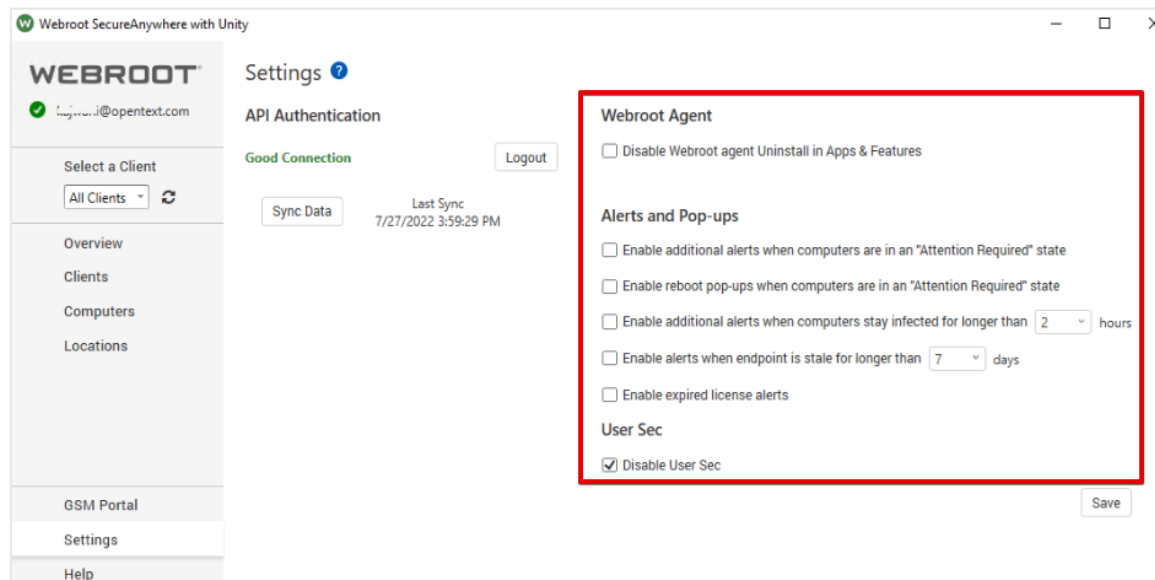 Webroot SecureAnywhere with Unity
WEBROOT
@opentext.com
Select a Client
All Clients
Overview
Clients
Computers
Locations
GSM Portal
Settings
Help
Settings ?
API Authentication
Good Connection
Logout
Sync Data
Last Sync
7/27/2022 3:59:29 PM
Webroot Agent
Disable Webroot agent Uninstall in Apps & Features
Alerts and Pop-ups
Enable additional alerts when computers are in an "Attention Required" state
Enable reboot pop-ups when computers are in an "Attention Required" state
Enable additional alerts when computers stay infected for longer than 2 hours
Enable alerts when endpoint is stale for longer than 7 days
Enable expired license alerts
User Sec
Disable User Sec
Save